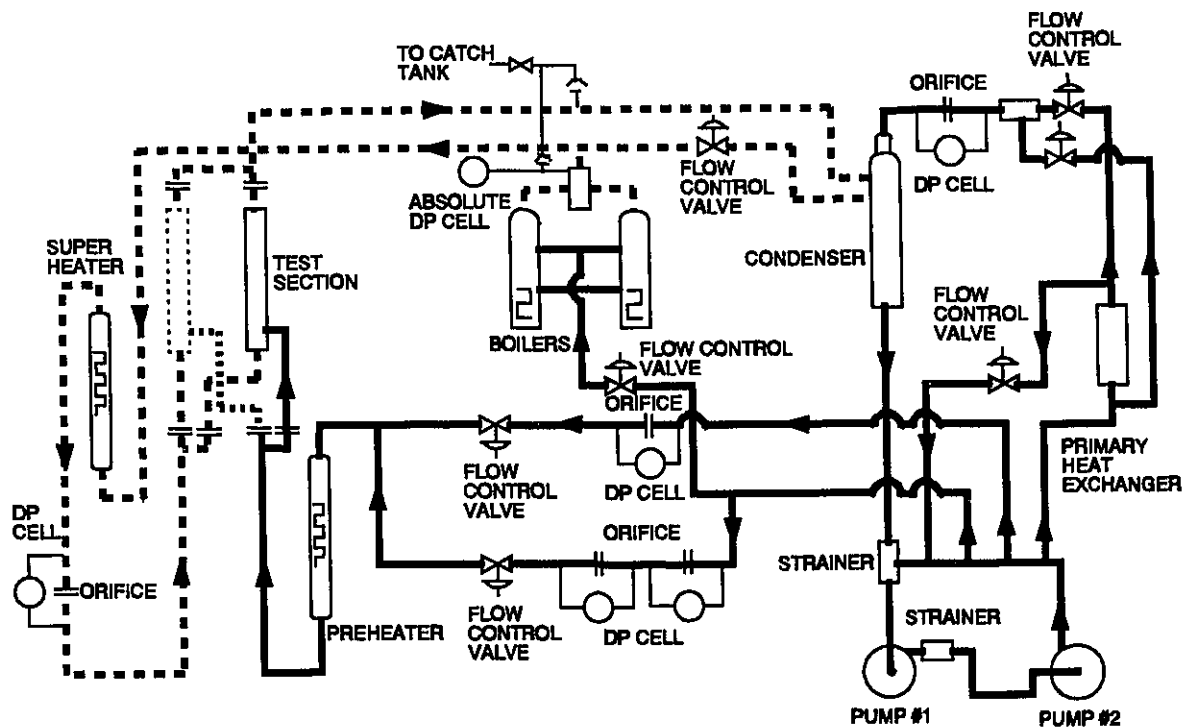 FLOW
CONTROL
VALVE
TO CATCH
TANK
ORIFICE
FLOW
CONTROL
VALVE
DP CELL
ABSOLUTE
DP CELL
SUPER
HEATER
TEST
SECTION
CONDENSER
FLOW
CONTROL
VALVE
BOILERS
FLOW CONTROL
VALVE
ORIFICE
PRIMARY
HEAT
EXCHANGER
FLOW
CONTROL
VALVE
DP CELL
DP
CELL
ORIFICE
STRAINER
ORIFICE
STRAINER
PREHEATER
FLOW
CONTROL
VALVE
DP CELL
PUMP #1
PUMP #2